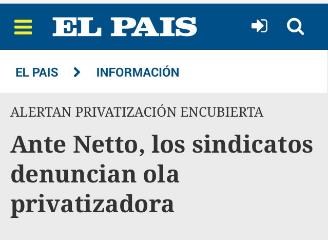 EL PAIS
EL PAIS > INFORMACIÓN
ALERTAN PRIVATIZACIÓN ENCUBIERTA
Ante Netto, los sindicatos
denuncian ola
privatizadora